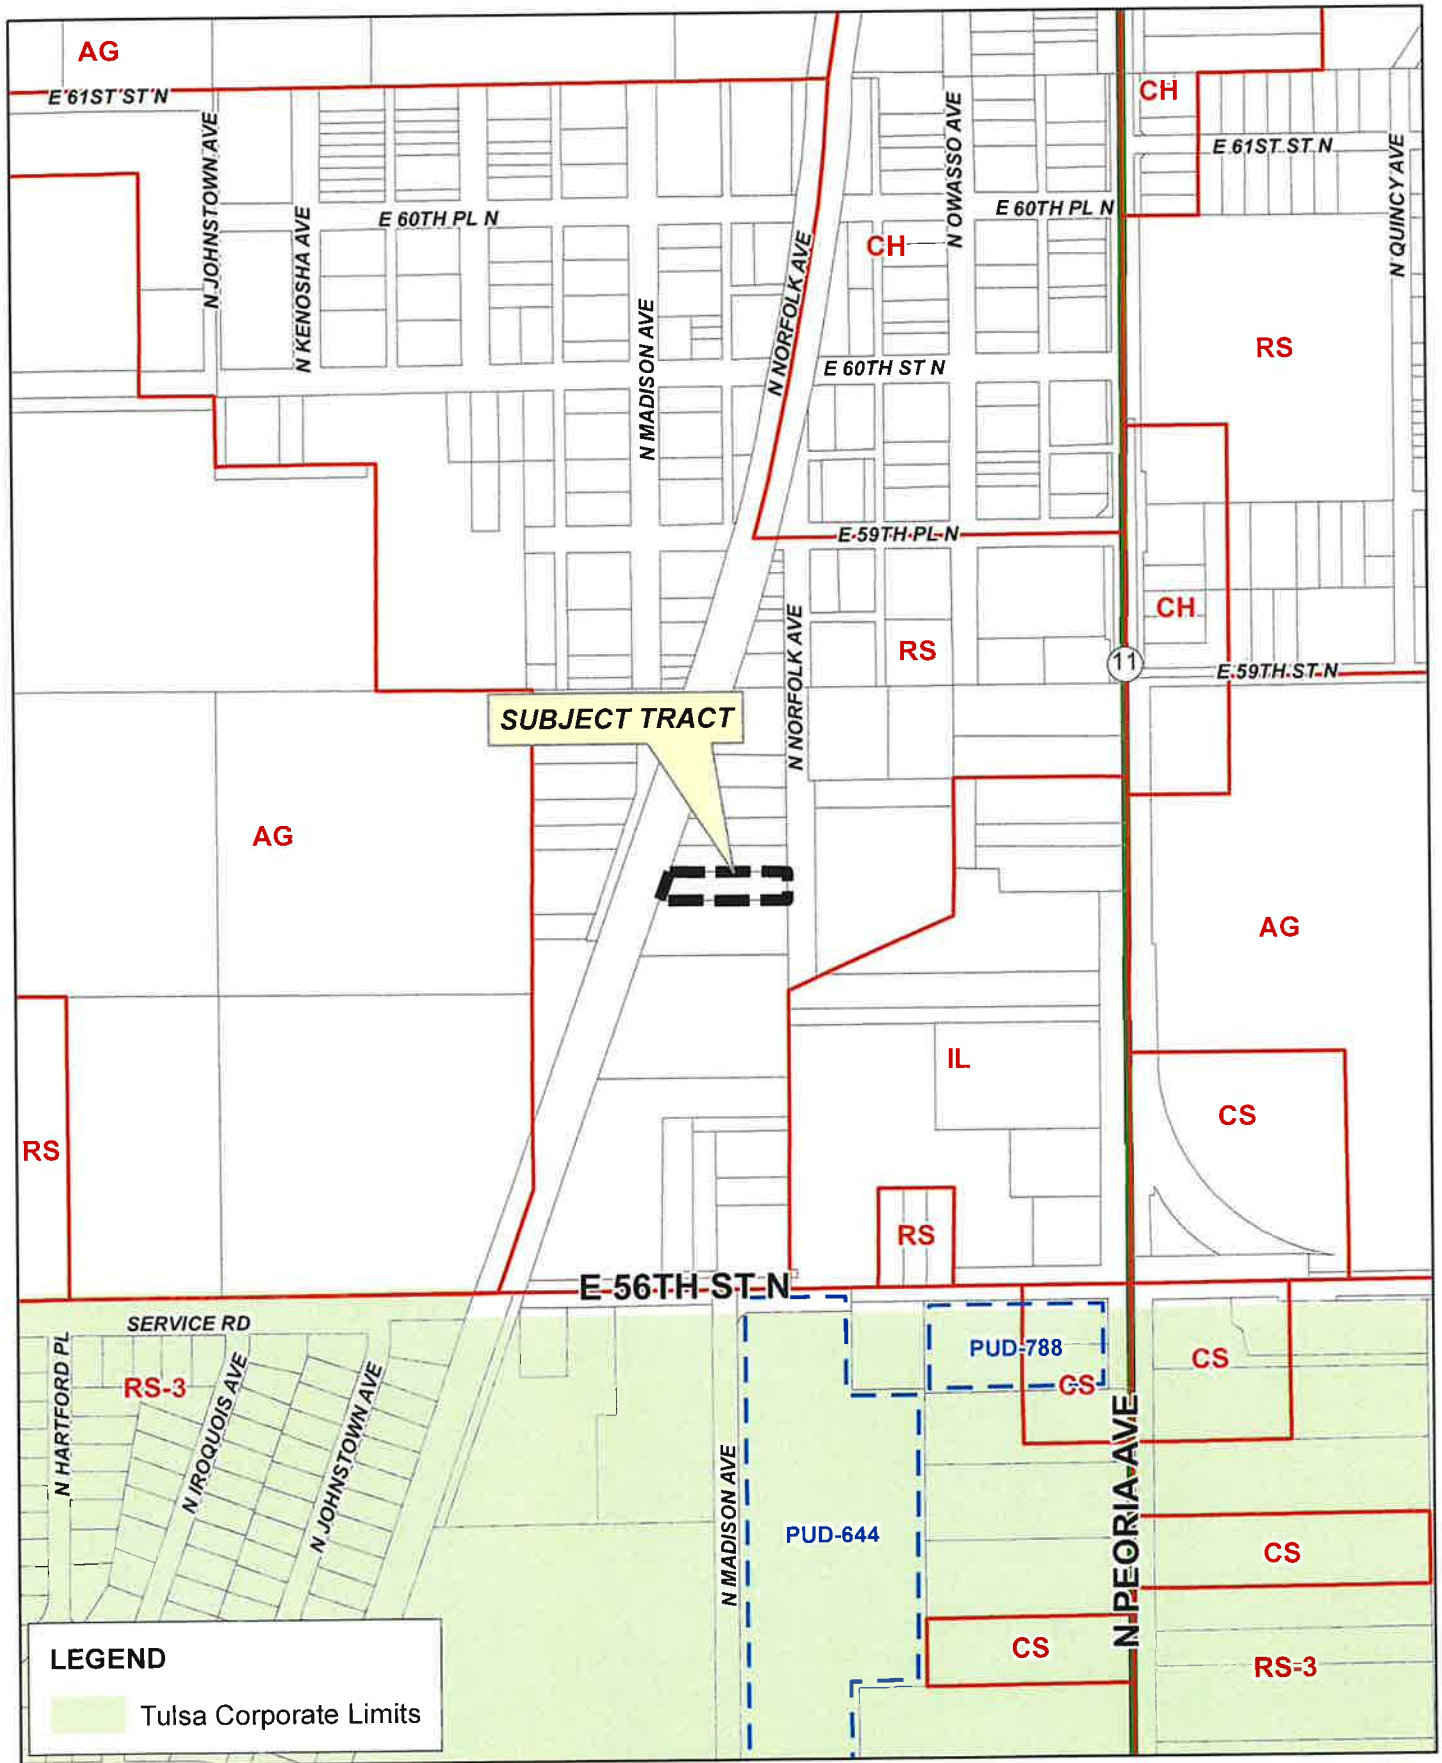 AG
E 61ST ST N
CH
E 61ST ST N
N JOHNSTOWN AVE
N KENOSHA AVE
E 60TH PL N
N OWASSO AVE
E 60TH PL N
N QUINCY AVE
CH
N NORFOLK AVE
N MADISON AVE
E 60TH ST N
RS
E 59TH PL N
CH
N NORFOLK AVE
RS
11
E 59TH ST N
SUBJECT TRACT
AG
AG
IL
CS
RS
RS
E 56TH ST N
SERVICE RD
N HARTFORD PL
RS-3
N IROQUOIS AVE
N JOHNSTOWN AVE
PUD-788
CS
CS
N MADISON AVE
PUD-644
N PEORIA AVE
CS
CS
RS-3
LEGEND
Tulsa Corporate Limits